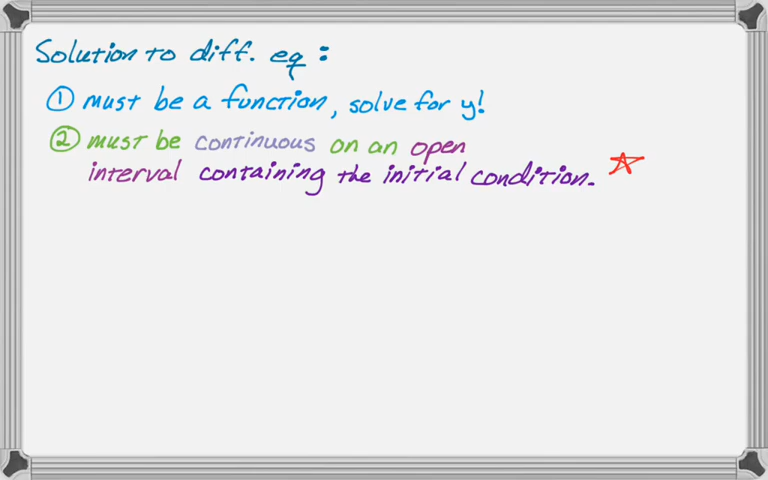 Solution to diff. eq :
① must be a function, solve for y!
② must be continuous on an open
interval containing the initial condition.